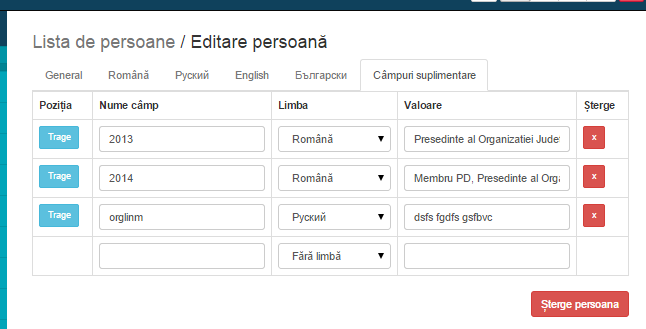 Lista de persoane / Editare persoană
General Română Руский English Български Câmpuri suplimentare
Poziția Nume câmp Limba Valoare Șterge
Trage 2013 Română Presedinte al Organizatiei Jude x
Trage 2014 Română Membru PD, Presedinte al Orga x
Trage orglinm Руский dsfs fgdfs gsfbvc x
Fără limbă
Șterge persoana